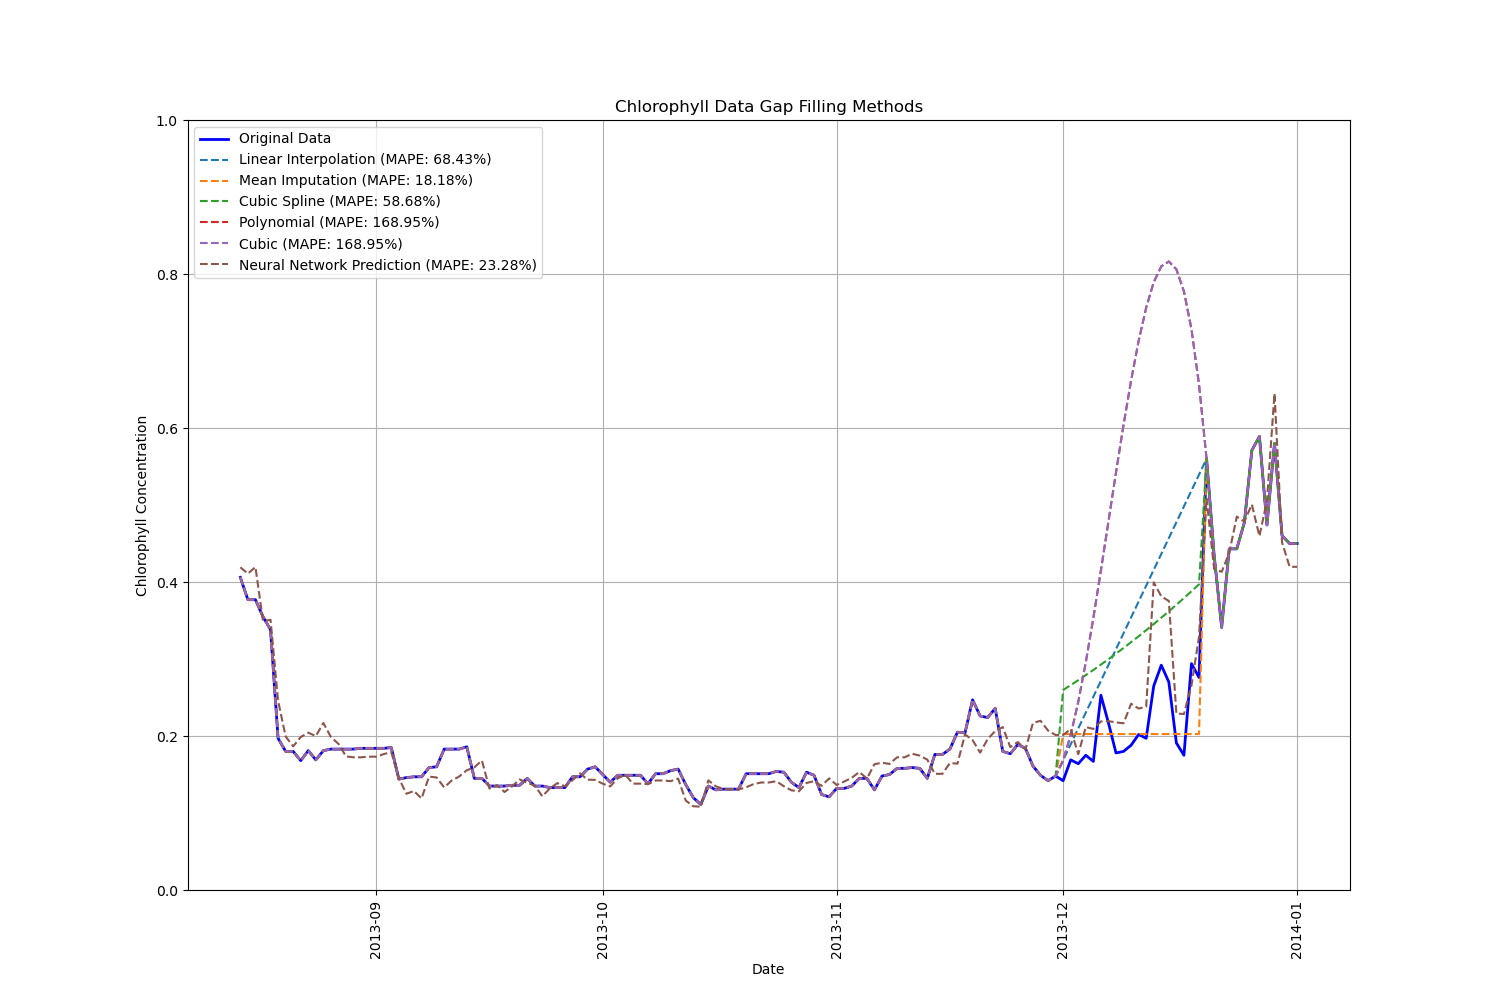 Chlorophyll Data Gap Filling Methods
Original Data
Linear Interpolation (MAPE: 68.43%)
Mean Imputation (MAPE: 18.18%)
Cubic Spline (MAPE: 58.68%)
Polynomial (MAPE: 168.95%)
Cubic (MAPE: 168.95%)
Neural Network Prediction (MAPE: 23.28%)
Chlorophyll Concentration
1.0
0.8
0.6
0.4
0.2
0.0
2013-09
2013-10
2013-11
2013-12
2014-01
Date